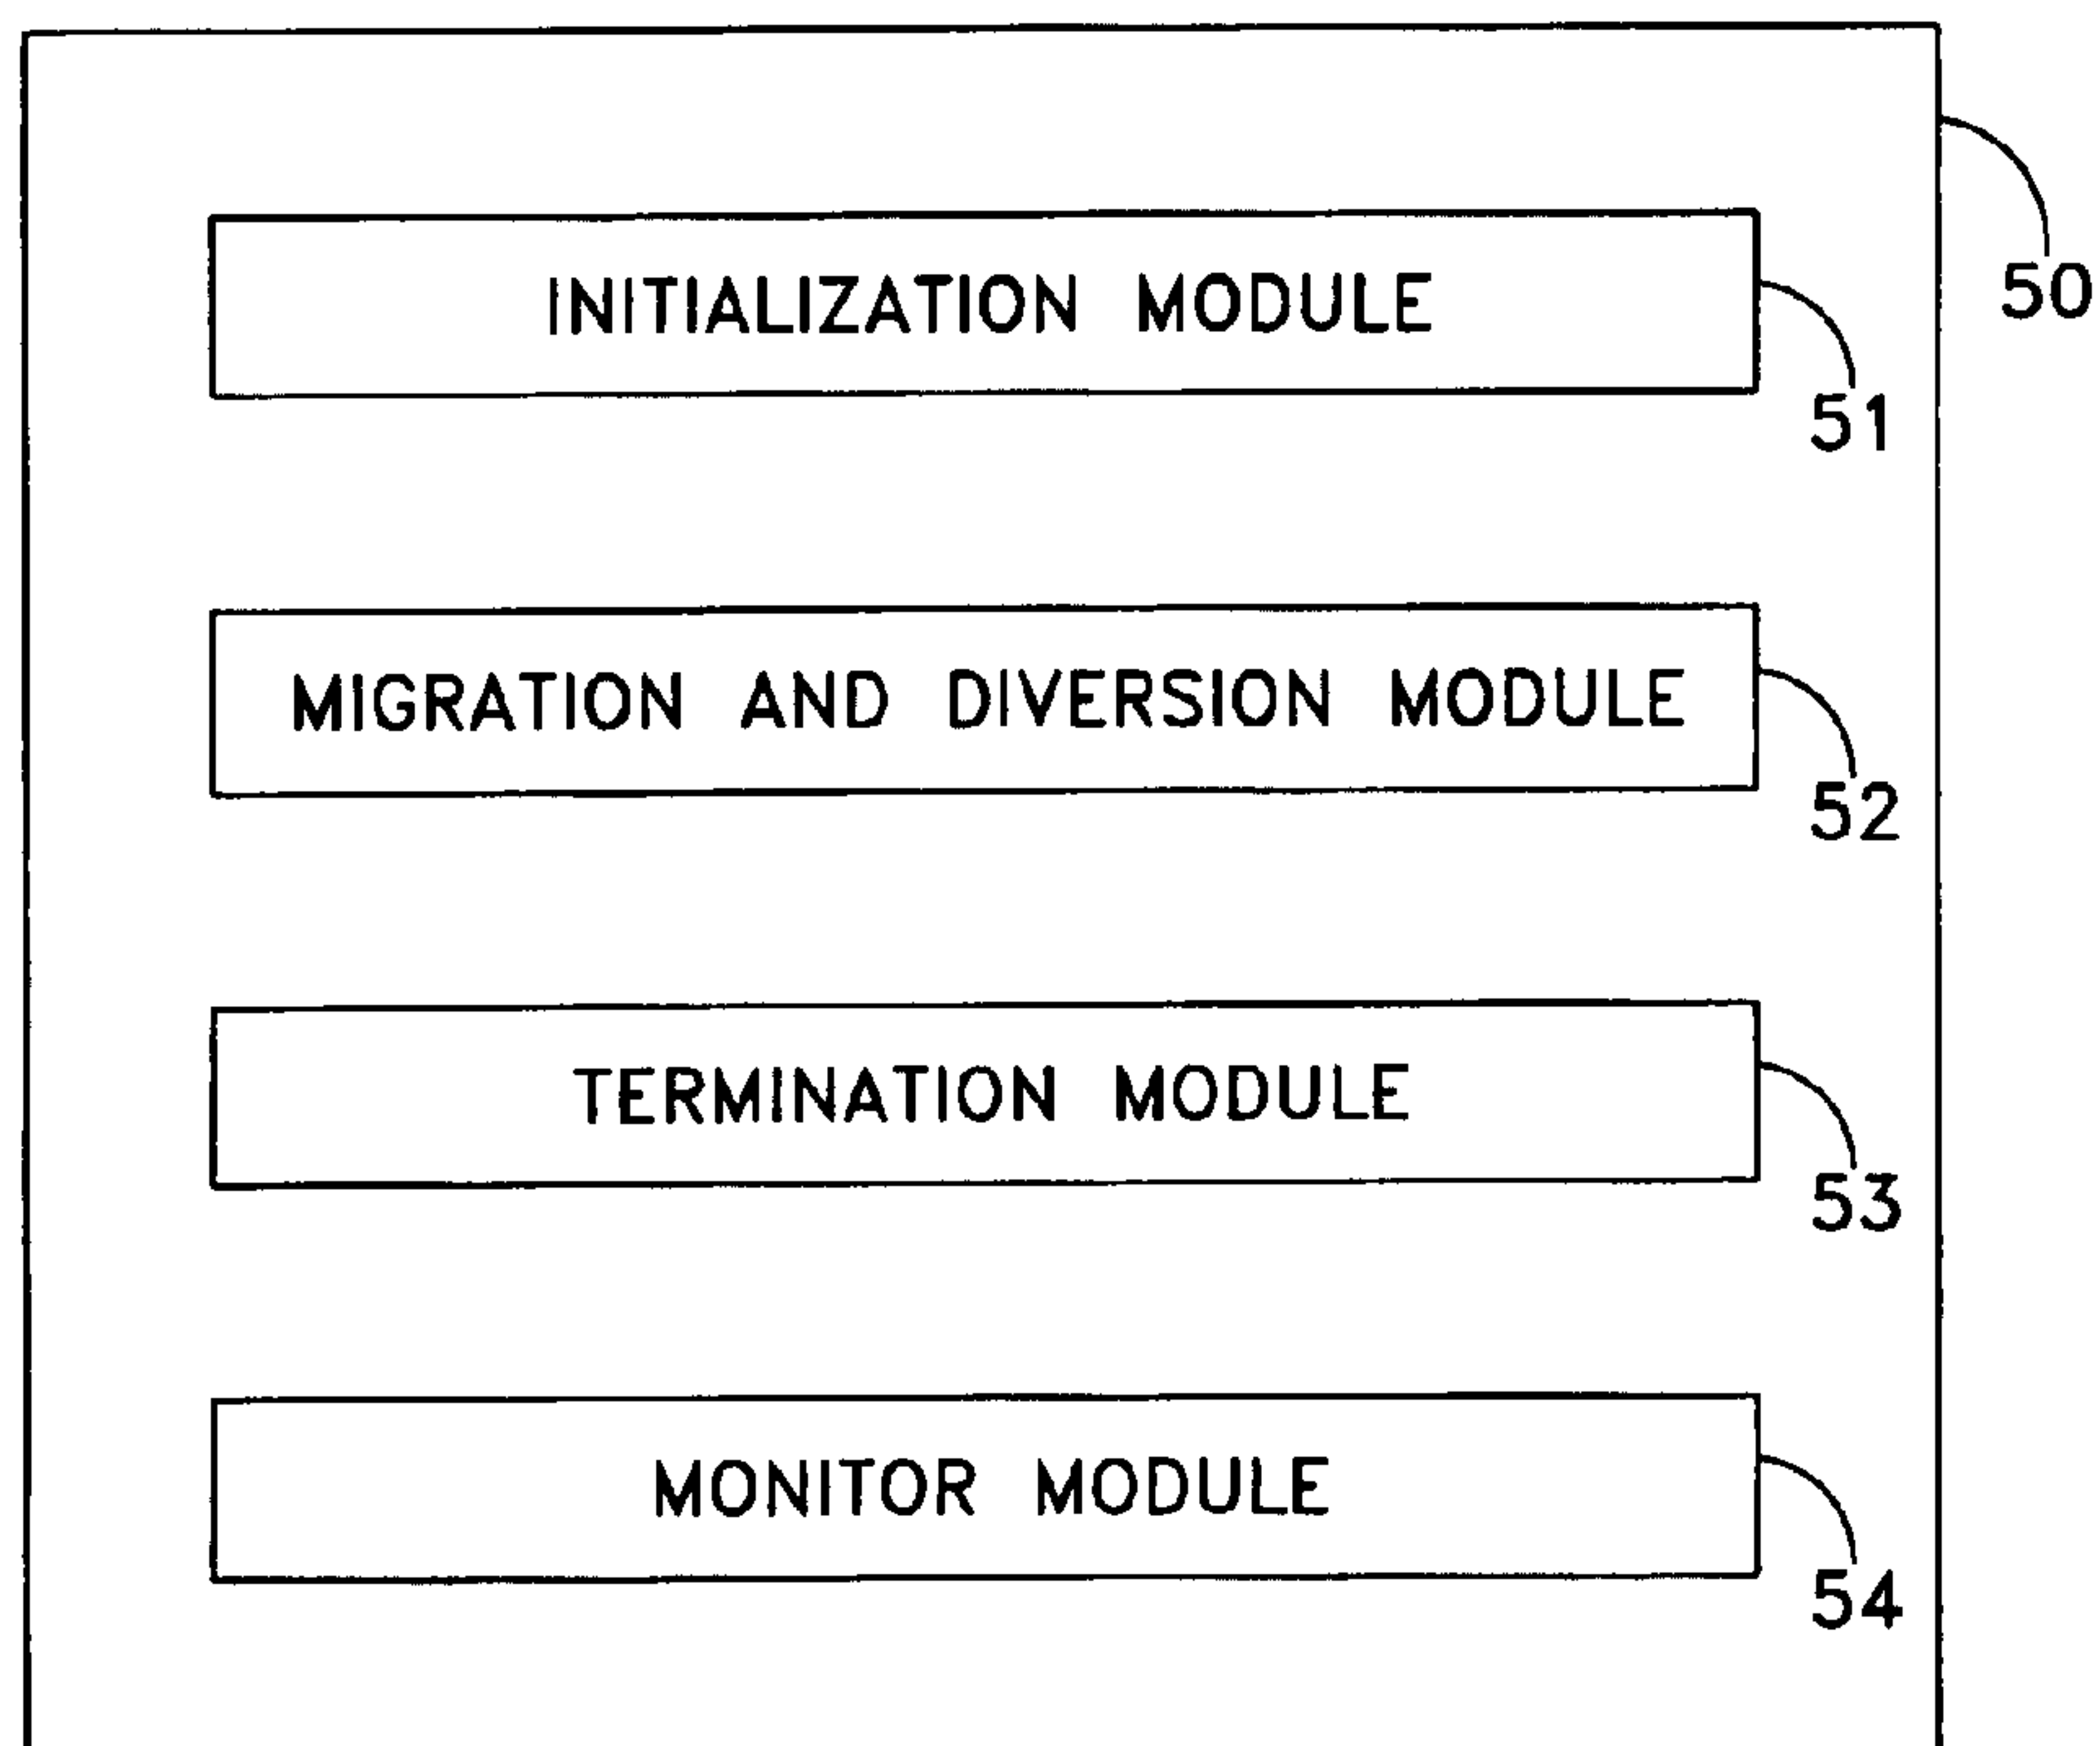 INITIALIZATION MODULE
50
51
MIGRATION AND DIVERSION MODULE
52
TERMINATION MODULE
53
MONITOR MODULE
54